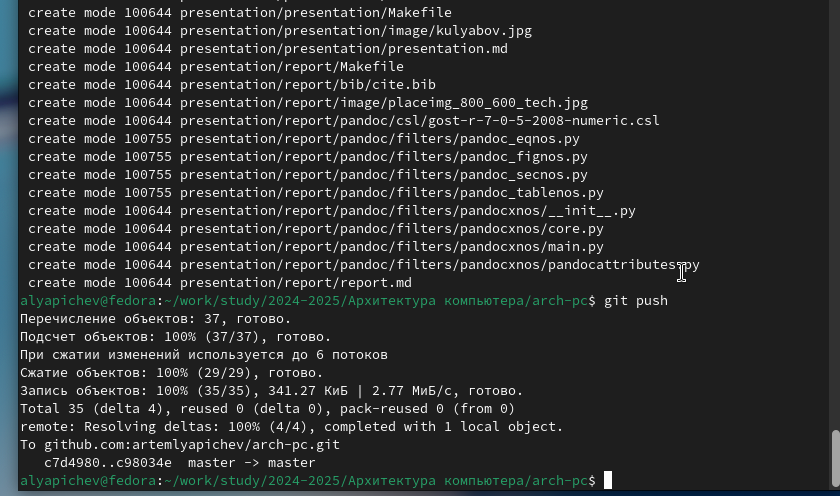 create mode 100644 presentation/presentation/Makefile
create mode 100644 presentation/presentation/image/kulyabov.jpg
create mode 100644 presentation/presentation/presentation.md
create mode 100644 presentation/report/Makefile
create mode 100644 presentation/report/bib/cite.bib
create mode 100644 presentation/report/image/placeimg_800_600_tech.jpg
create mode 100644 presentation/report/pandoc/csl/gost-r-7-0-5-2008-numeric.csl
create mode 100755 presentation/report/pandoc/filters/pandoc_eqnos.py
create mode 100755 presentation/report/pandoc/filters/pandoc_fignos.py
create mode 100755 presentation/report/pandoc/filters/pandoc_secnos.py
create mode 100755 presentation/report/pandoc/filters/pandoc_tablenos.py
create mode 100644 presentation/report/pandoc/filters/pandocxnos/__init__.py
create mode 100644 presentation/report/pandoc/filters/pandocxnos/core.py
create mode 100644 presentation/report/pandoc/filters/pandocxnos/main.py
create mode 100644 presentation/report/pandoc/filters/pandocxnos/pandocattributes.py
create mode 100644 presentation/report/report.md
alyapichev@fedora:~/work/study/2024-2025/Архитектура компьютера/arch-pc$ git push
Перечисление объектов: 37, готово.
Подсчет объектов: 100% (37/37), готово.
При сжатии изменений используется до 6 потоков
Сжатие объектов: 100% (29/29), готово.
Запись объектов: 100% (35/35), 341.27 КиБ | 2.77 МиБ/с, готово.
Total 35 (delta 4), reused 0 (delta 0), pack-reused 0 (from 0)
remote: Resolving deltas: 100% (4/4), completed with 1 local object.
To github.com:artemlyapichev/arch-pc.git
c7d4980..c98034e  master -> master
alyapichev@fedora:~/work/study/2024-2025/Архитектура компьютера/arch-pc$